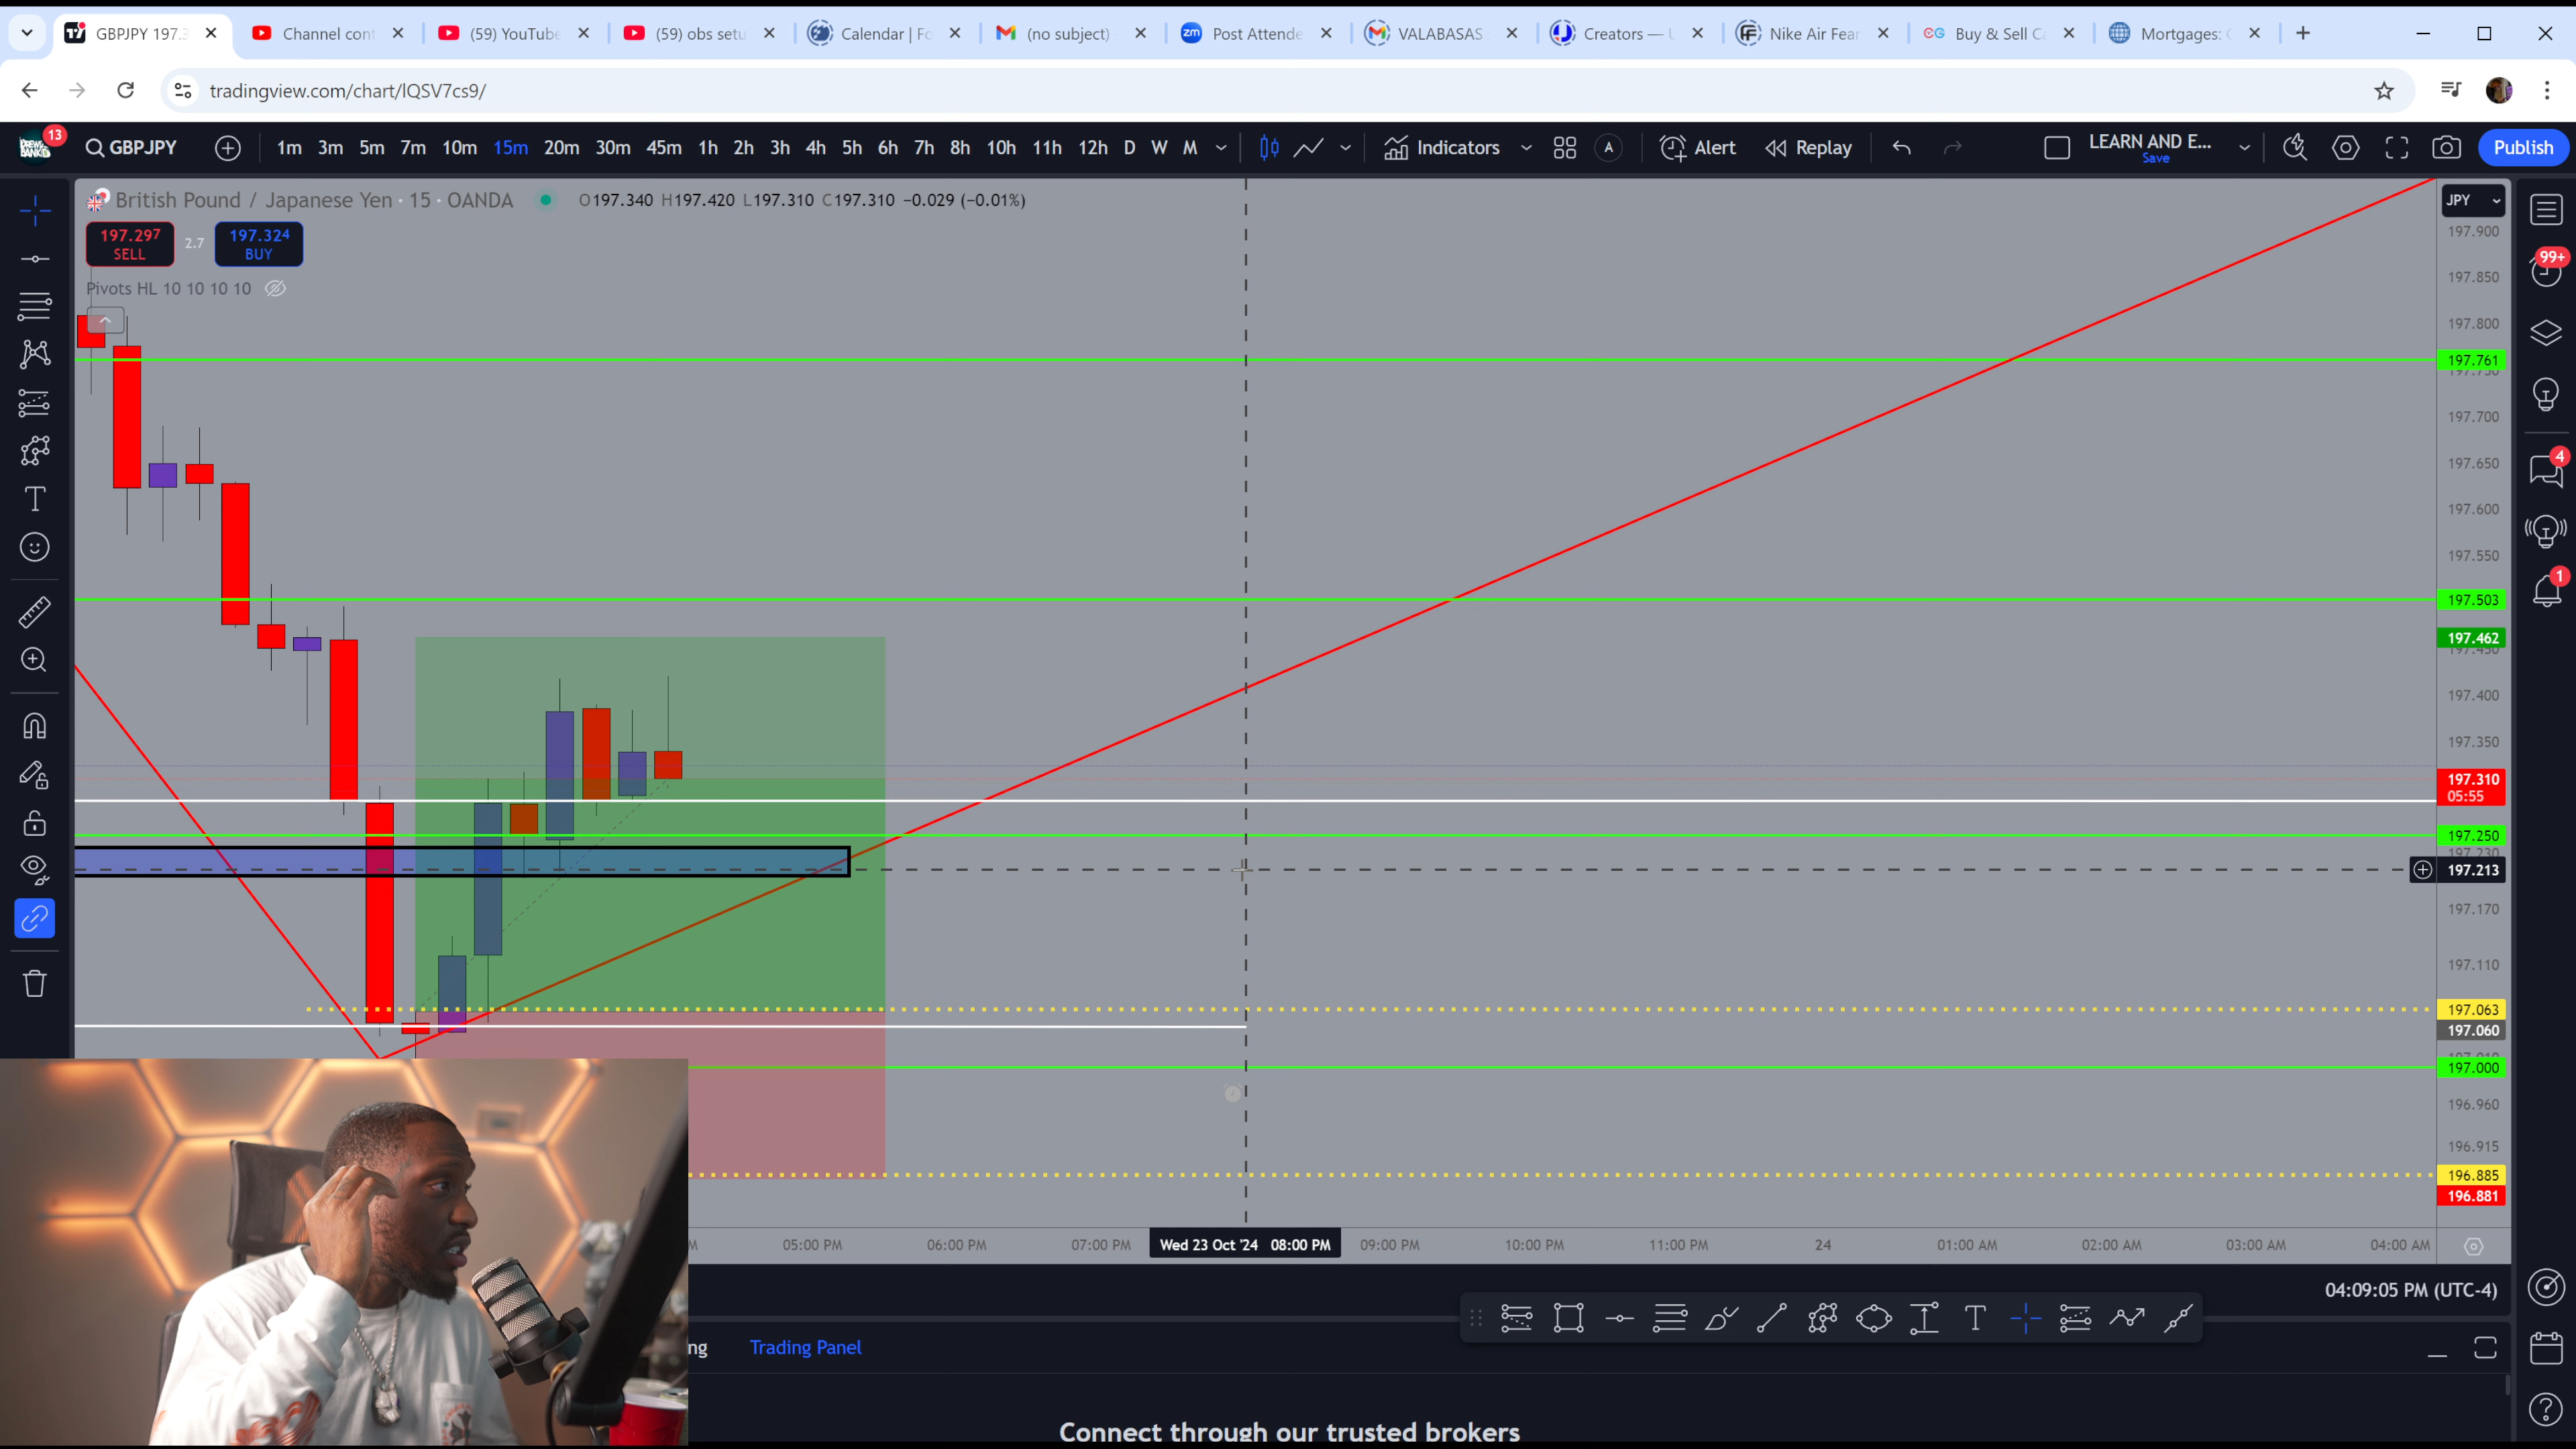 GBPJPY 197.3
Channel cont
(59) YouTube
(59) obs setu
Calendar | Fo
(no subject)
Post Attende
VALABASAS
Creators —
Nike Air Fear
Buy & Sell
Mortgages:
tradingview.com/chart/lQSV7cs9/
13
GBPJPY
1m 3m 5m 7m 10m 15m 20m 30m 45m 1h 2h 3h 4h 5h 6h 7h 8h 10h 11h 12h D W M
Indicators
A
Alert
Replay
LEARN AND E...
Save
Publish
British Pound / Japanese Yen · 15 · OANDA
O197.340 H197.420 L197.310 C197.310 −0.029 (−0.01%)
197.297
SELL
2.7
197.324
BUY
Pivots HL 10 10 10 10
JPY
197.900
197.850
197.800
197.761
197.700
197.650
197.600
197.550
197.503
197.462
197.400
197.350
197.310
05:55
197.250
197.213
197.170
197.110
197.063
197.060
197.000
196.960
196.915
196.885
196.881
99+
4
1
05:00 PM
06:00 PM
07:00 PM
Wed 23 Oct '24 08:00 PM
09:00 PM
10:00 PM
11:00 PM
24
01:00 AM
02:00 AM
03:00 AM
04:00 AM
04:09:05 PM (UTC-4)
ng
Trading Panel
Connect through our trusted brokers